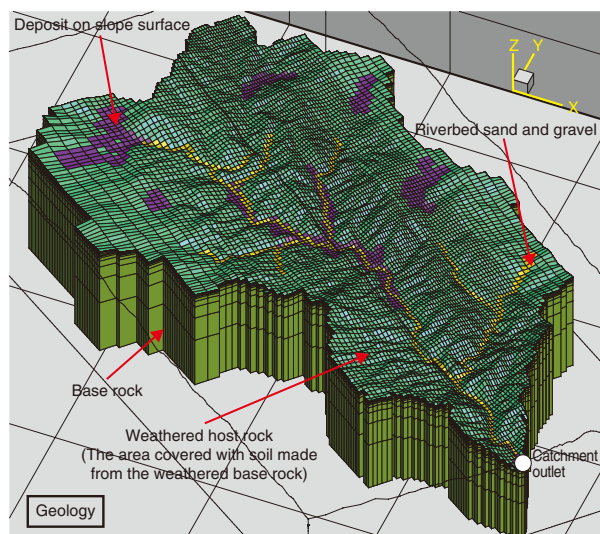 Deposit on slope surface
Z
Y
X
Riverbed sand and gravel
Base rock
Weathered host rock
(The area covered with soil made
from the weathered base rock)
Catchment
outlet
Geology